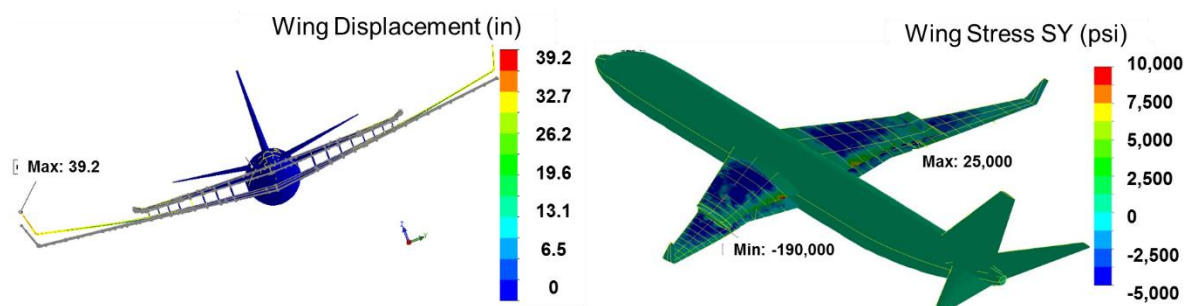 Wing Displacement (in)
39.2
32.7
26.2
19.6
13.1
6.5
0
Max: 39.2
Wing Stress SY (psi)
10,000
7,500
5,000
2,500
0
-2,500
-5,000
Max: 25,000
Min: -190,000